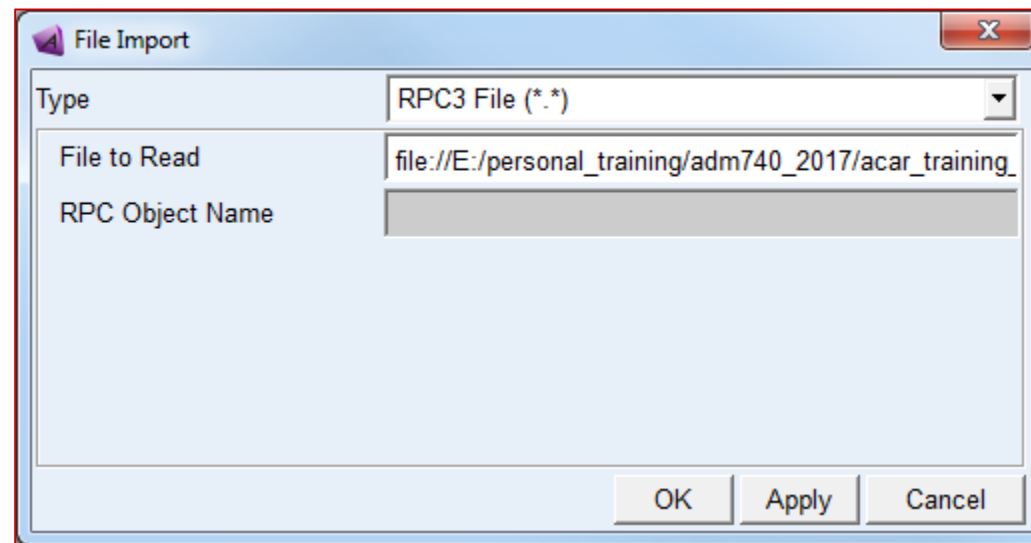 File Import
Type RPC3 File (*.*)
File to Read file://E:/personal_training/adm740_2017/acar_training_
RPC Object Name
OK Apply Cancel